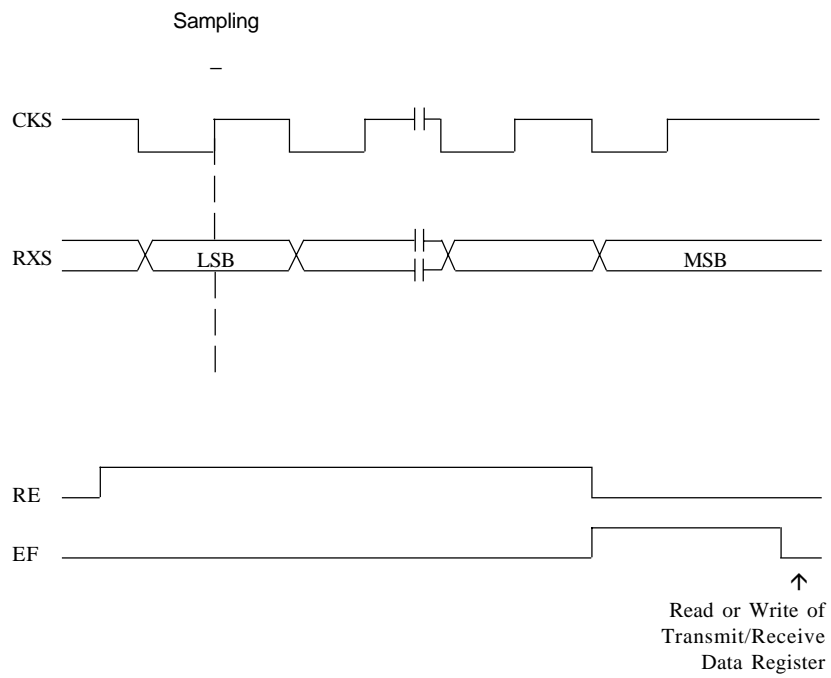 Sampling
CKS
RXS
LSB
MSB
RE
EF
Read or Write of
Transmit/Receive
Data Register